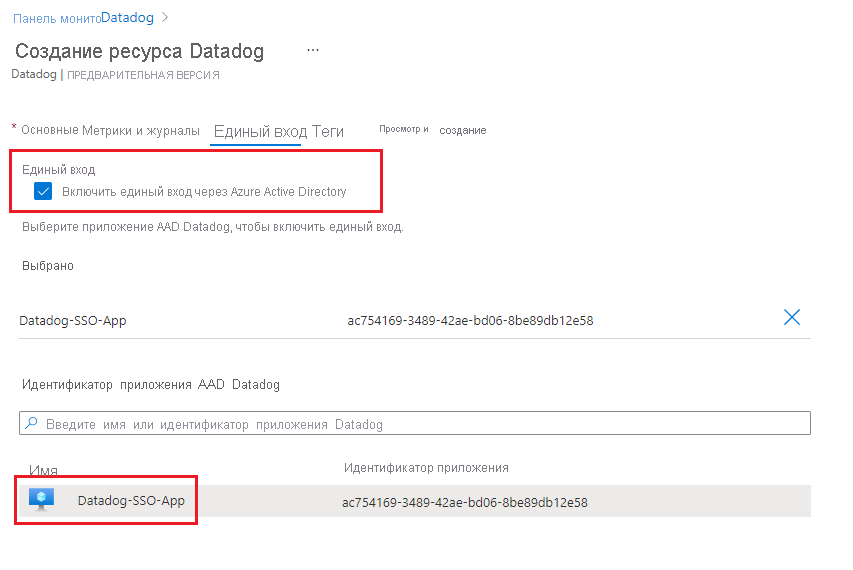 Панель монитоDatadog
Создание ресурса Datadog ...
Datadog | ПРЕДВАРИТЕЛЬНАЯ ВЕРСИЯ
* Основные Метрики и журналы Единый вход Теги Просмотр и создание
Единый вход
Включить единый вход через Azure Active Directory
Выберите приложение AAD Datadog, чтобы включить единый вход.
Выбрано
Datadog-SSO-App ac754169-3489-42ae-bd06-8be89db12e58
Идентификатор приложения AAD Datadog
Введите имя или идентификатор приложения Datadog
Имя Идентификатор приложения
Datadog-SSO-App ac754169-3489-42ae-bd06-8be89db12e58